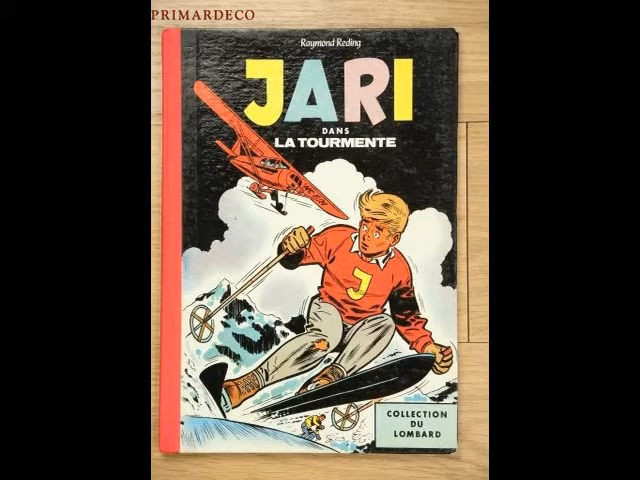 PRIMARDECO
Raymond Reding
JARI
DANS
LA TOURMENTE
J
COLLECTION
DU
LOMBARD